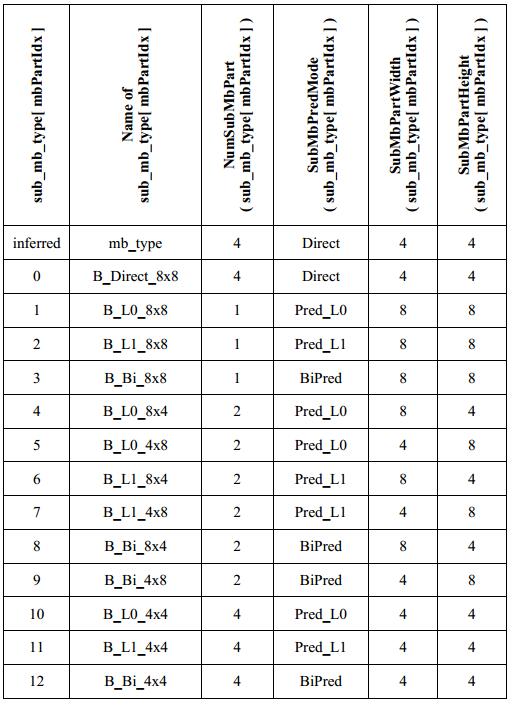 sub_mb_type[ mbPartIdx ]
Name of
sub_mb_type[ mbPartIdx ]
NumSubMbPart
( sub_mb_type[ mbPartIdx ] )
SubMbPredMode
( sub_mb_type[ mbPartIdx ] )
SubMbPartWidth
( sub_mb_type[ mbPartIdx ] )
SubMbPartHeight
( sub_mb_type[ mbPartIdx ] )
inferred mb_type 4 Direct 4 4
0 B_Direct_8x8 4 Direct 4 4
1 B_L0_8x8 1 Pred_L0 8 8
2 B_L1_8x8 1 Pred_L1 8 8
3 B_Bi_8x8 1 BiPred 8 8
4 B_L0_8x4 2 Pred_L0 8 4
5 B_L0_4x8 2 Pred_L0 4 8
6 B_L1_8x4 2 Pred_L1 8 4
7 B_L1_4x8 2 Pred_L1 4 8
8 B_Bi_8x4 2 BiPred 8 4
9 B_Bi_4x8 2 BiPred 4 8
10 B_L0_4x4 4 Pred_L0 4 4
11 B_L1_4x4 4 Pred_L1 4 4
12 B_Bi_4x4 4 BiPred 4 4